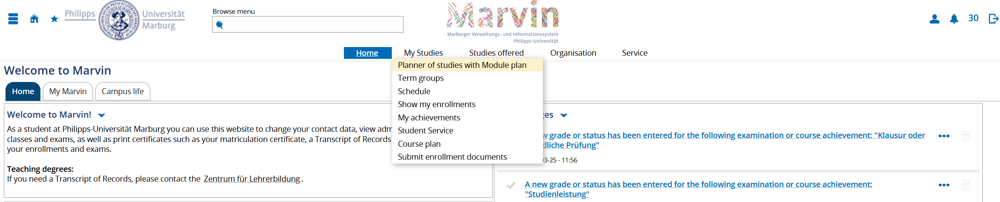 Philipps Universität
Marburg
Browse menu
Marvin
Marburger Verwaltungs- und Informationssystem
Philipps-Universität
30
Home My Studies Studies offered Organisation Service
Planner of studies with Module plan
Term groups
Schedule
Show my enrollments
My achievements
Student Service
Course plan
Submit enrollment documents
Welcome to Marvin
Home My Marvin Campus life
Welcome to Marvin!
As a student at Philipps-Universität Marburg you can use this website to change your contact data, view adm
classes and exams, as well as print certificates such as your matriculation certificate, a Transcript of Records
your enrollments and exams.
Teaching degrees:
If you need a Transcript of Records, please contact the Zentrum für Lehrerbildung.
ges
w grade or status has been entered for the following examination or course achievement: "Klausur oder
dliche Prüfung"
03-25 - 11:56
A new grade or status has been entered for the following examination or course achievement:
"Studienleistung"